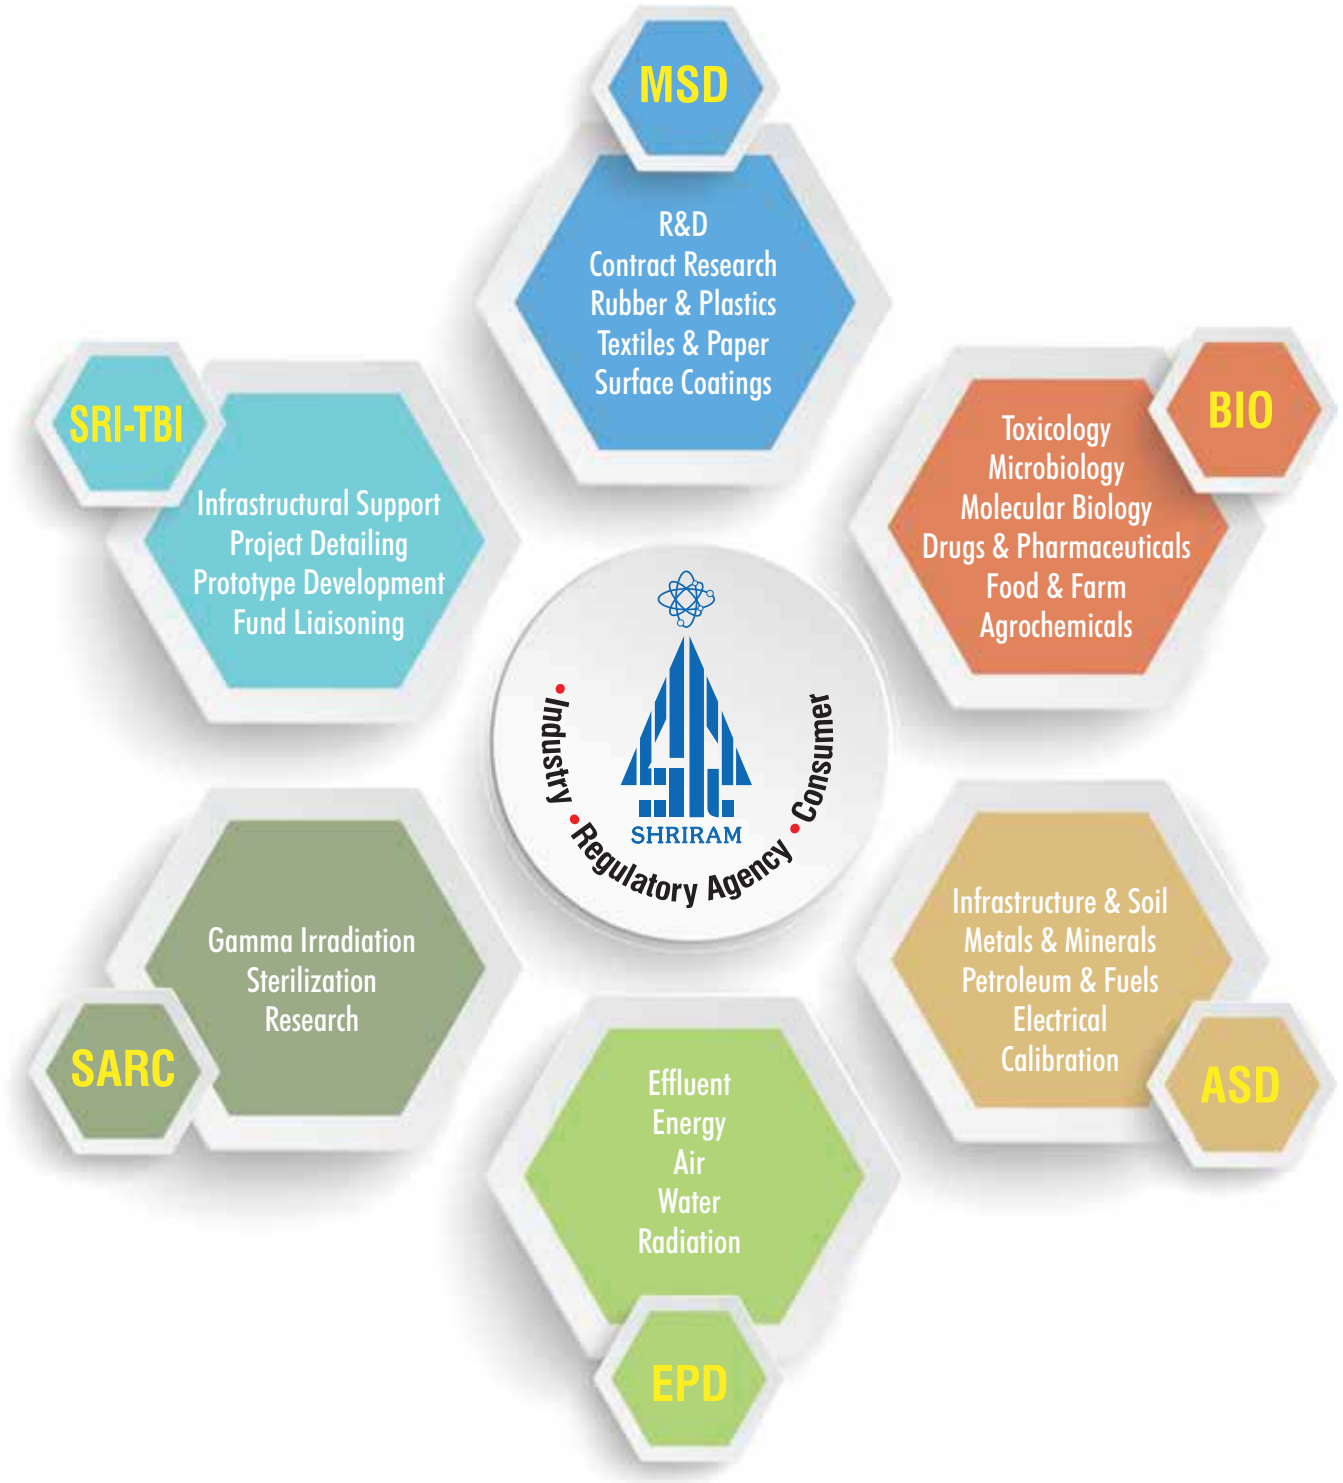 MSD
R&D
Contract Research
Rubber & Plastics
Textiles & Paper
Surface Coatings
SRI-TBI
Infrastructural Support
Project Detailing
Prototype Development
Fund Liaisoning
BIO
Toxicology
Microbiology
Molecular Biology
Drugs & Pharmaceuticals
Food & Farm
Agrochemicals
SHRIRAM
•Industry •Regulatory Agency •Consumer
Gamma Irradiation
Sterilization
Research
SARC
Infrastructure & Soil
Metals & Minerals
Petroleum & Fuels
Electrical
Calibration
ASD
Effluent
Energy
Air
Water
Radiation
EPD